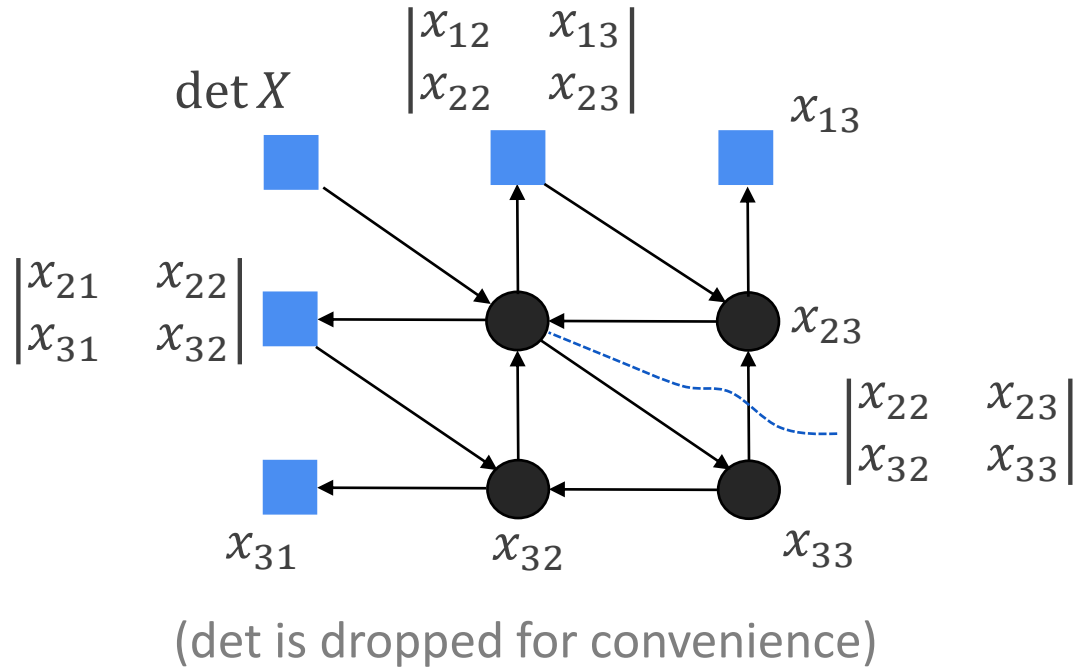 det X
|x₁₂ x₁₃|
|x₂₂ x₂₃|
x₁₃
|x₂₁ x₂₂|
|x₃₁ x₃₂|
x₂₃
|x₂₂ x₂₃|
|x₃₂ x₃₃|
x₃₁
x₃₂
x₃₃
(det is dropped for convenience)